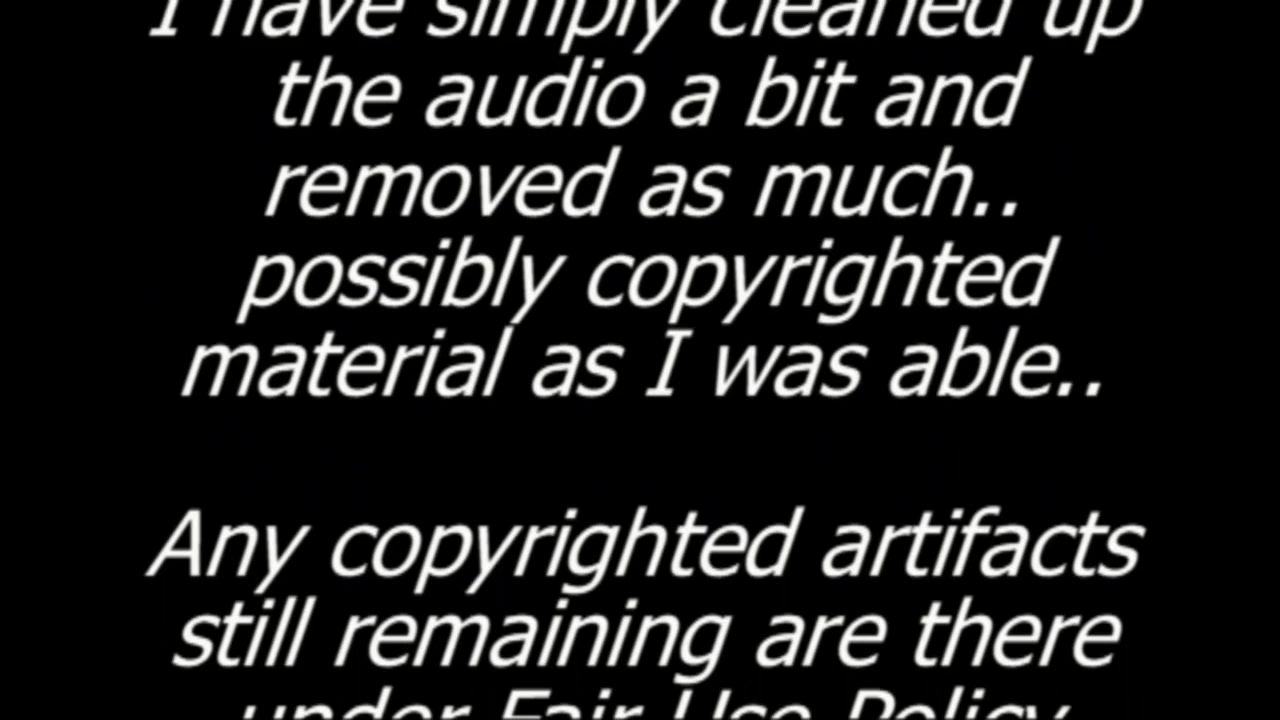 I have simply cleaned up
the audio a bit and
removed as much..
possibly copyrighted
material as I was able..
Any copyrighted artifacts
still remaining are there
under Fair Use Policy